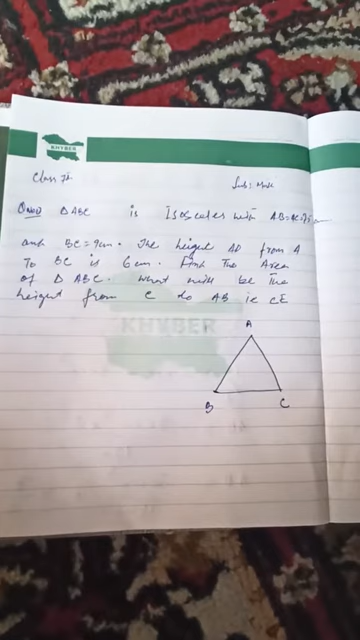 KHYBER
Class 7th Sub: Math
Q No 1 Δ ABC is Isosceles with AB=AC=7.5cm
and BC = 9cm. The height AD from A
to BC is 6cm. Find the Area
of Δ ABC. What will be the
height from C to AB ie CE
KHYBER
A
B C